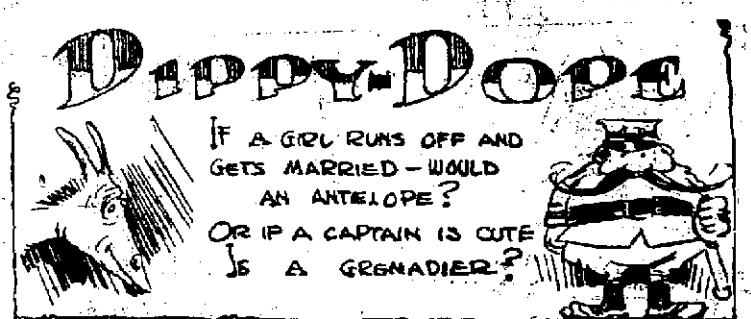 DIPPY-DOPE
IF A GIRL RUNS OFF AND
GETS MARRIED - WOULD
AN ANTELOPE?
OR IF A CAPTAIN IS CUTE
IS A GRENADIER?